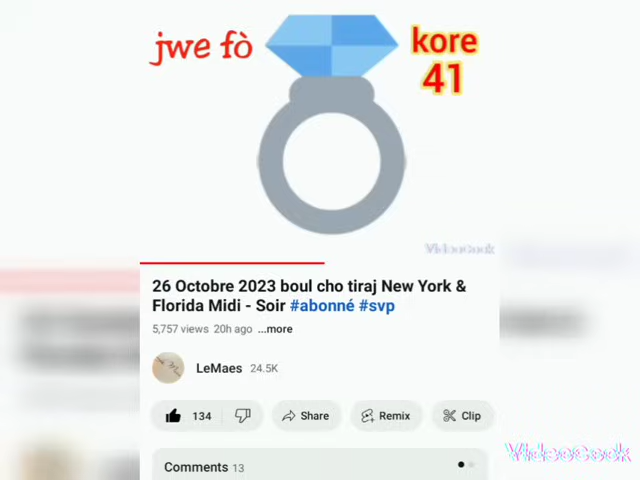 jwe fò
kore
41
VideoCook
26 Octobre 2023 boul cho tiraj New York &
Florida Midi - Soir #abonné #svp
5,757 views 20h ago ...more
LeMaes 24.5K
134 Share Remix Clip
VideoCook
Comments 13